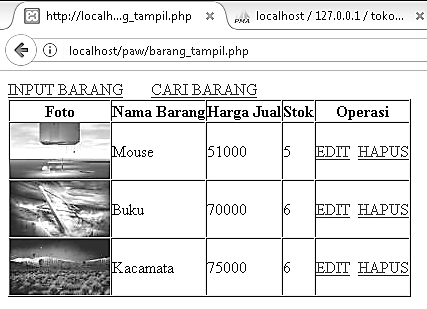 http://localh...g_tampil.php
localhost / 127.0.0.1 / toko...
localhost/paw/barang_tampil.php
INPUT BARANG CARI BARANG
Foto Nama Barang Harga Jual Stok Operasi
Mouse 51000 5 EDIT HAPUS
Buku 70000 6 EDIT HAPUS
Kacamata 75000 6 EDIT HAPUS